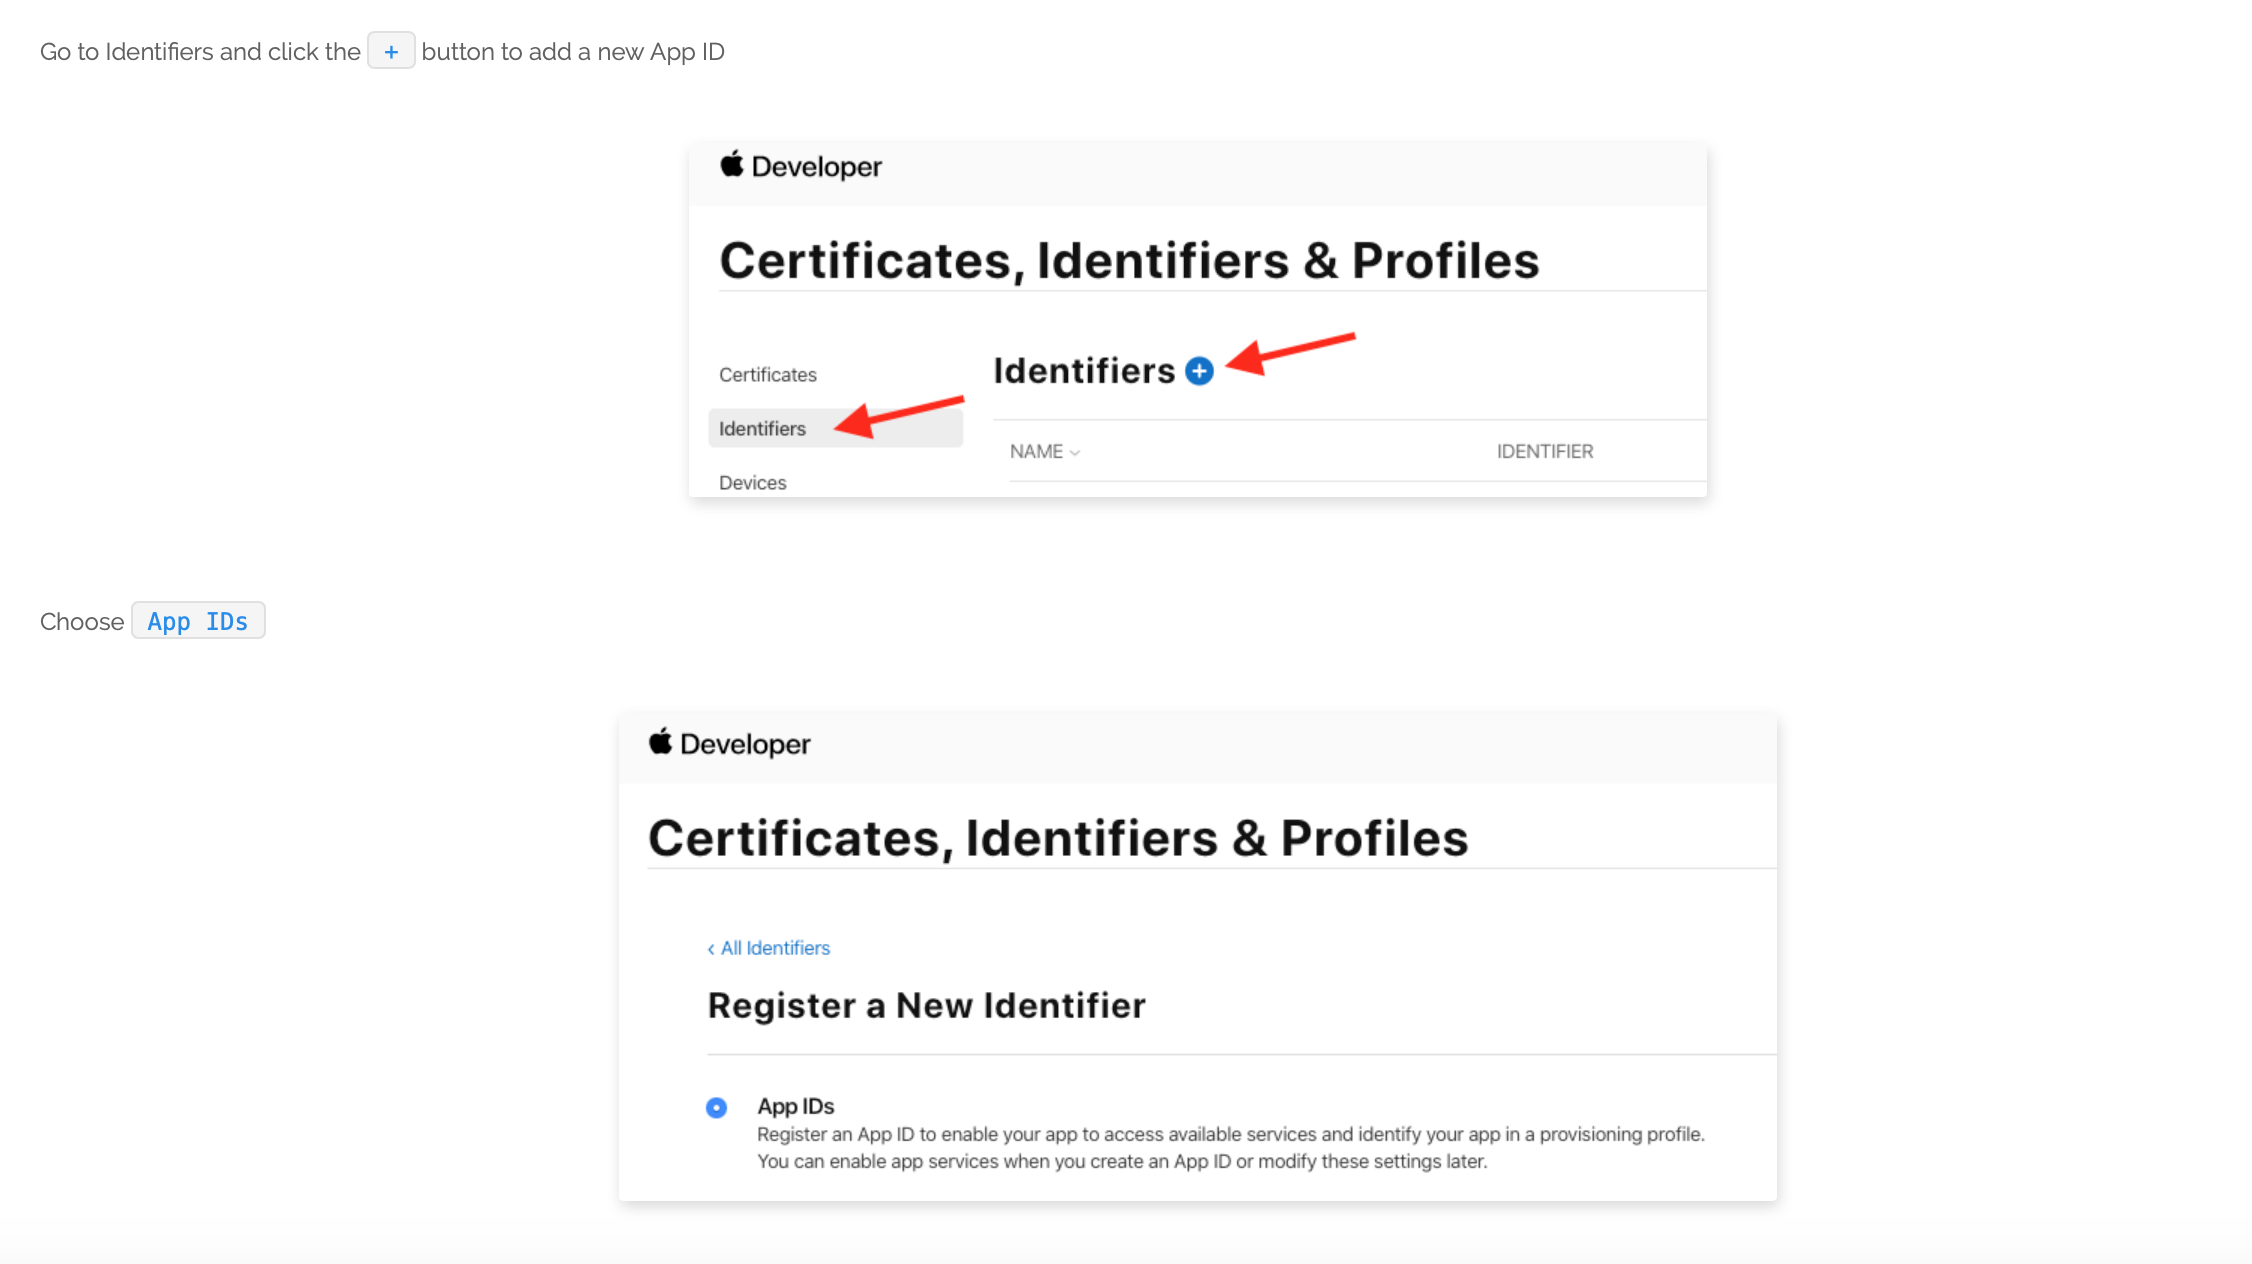 Go to Identifiers and click the + button to add a new App ID
Developer
Certificates, Identifiers & Profiles
Certificates
Identifiers
Devices
Identifiers
NAME
IDENTIFIER
Choose App IDs
Developer
Certificates, Identifiers & Profiles
‹ All Identifiers
Register a New Identifier
App IDs
Register an App ID to enable your app to access available services and identify your app in a provisioning profile.
You can enable app services when you create an App ID or modify these settings later.